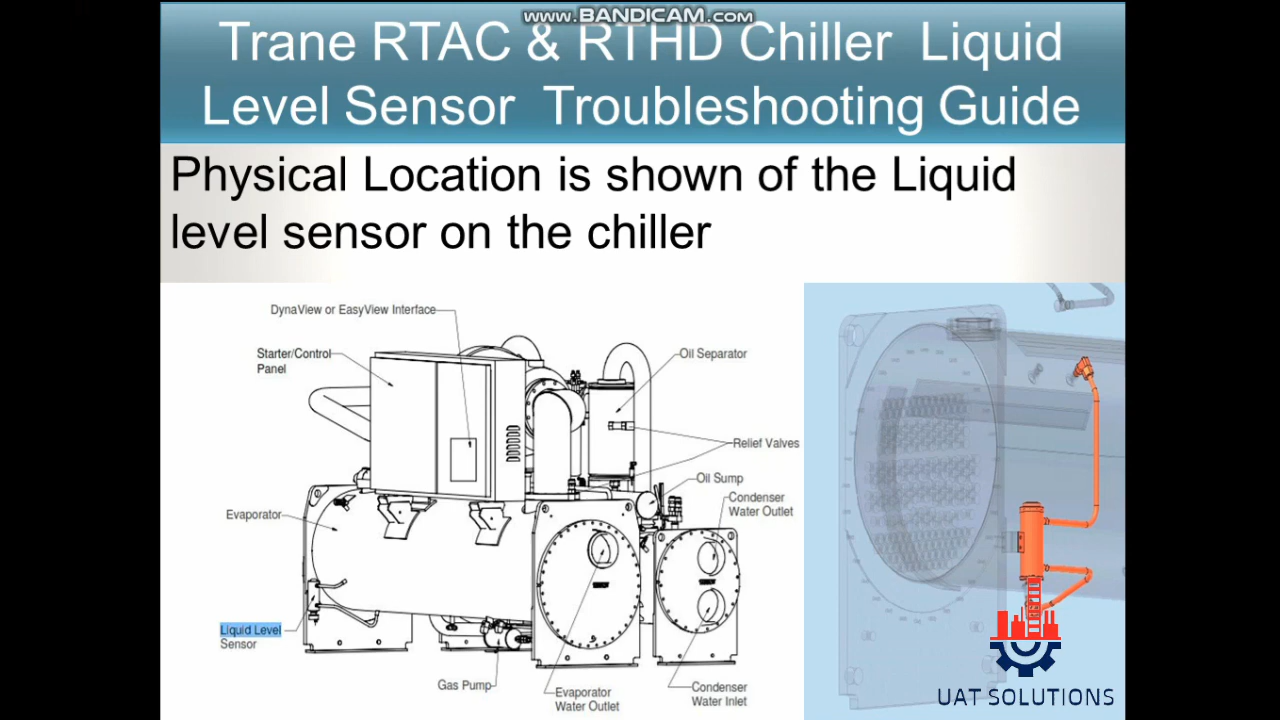 www.BANDICAM.com
Trane RTAC & RTHD Chiller Liquid
Level Sensor Troubleshooting Guide
Physical Location is shown of the Liquid
level sensor on the chiller
DynaView or EasyView Interface
Starter/Control
Panel
Oil Separator
Relief Valves
Oil Sump
Condenser
Water Outlet
Evaporator
Liquid Level
Sensor
Gas Pump
Evaporator
Water Outlet
Condenser
Water Inlet
UAT SOLUTIONS